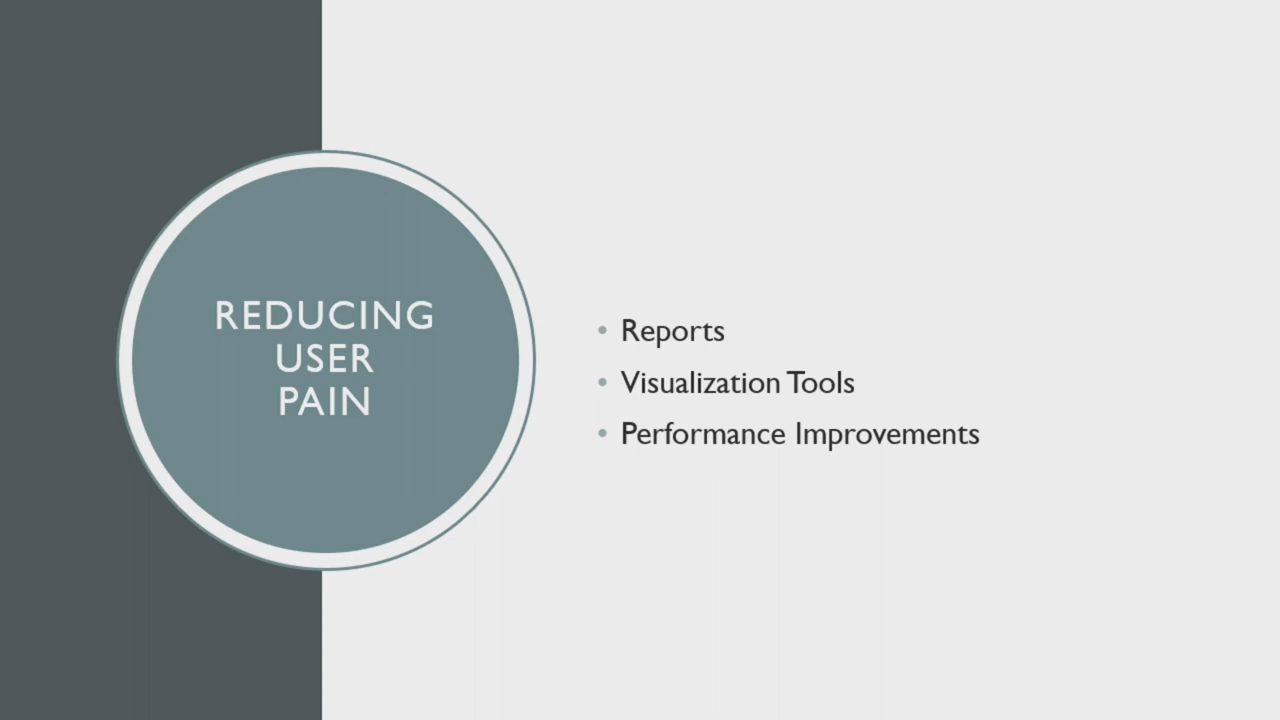 REDUCING
USER
PAIN
• Reports
• Visualization Tools
• Performance Improvements